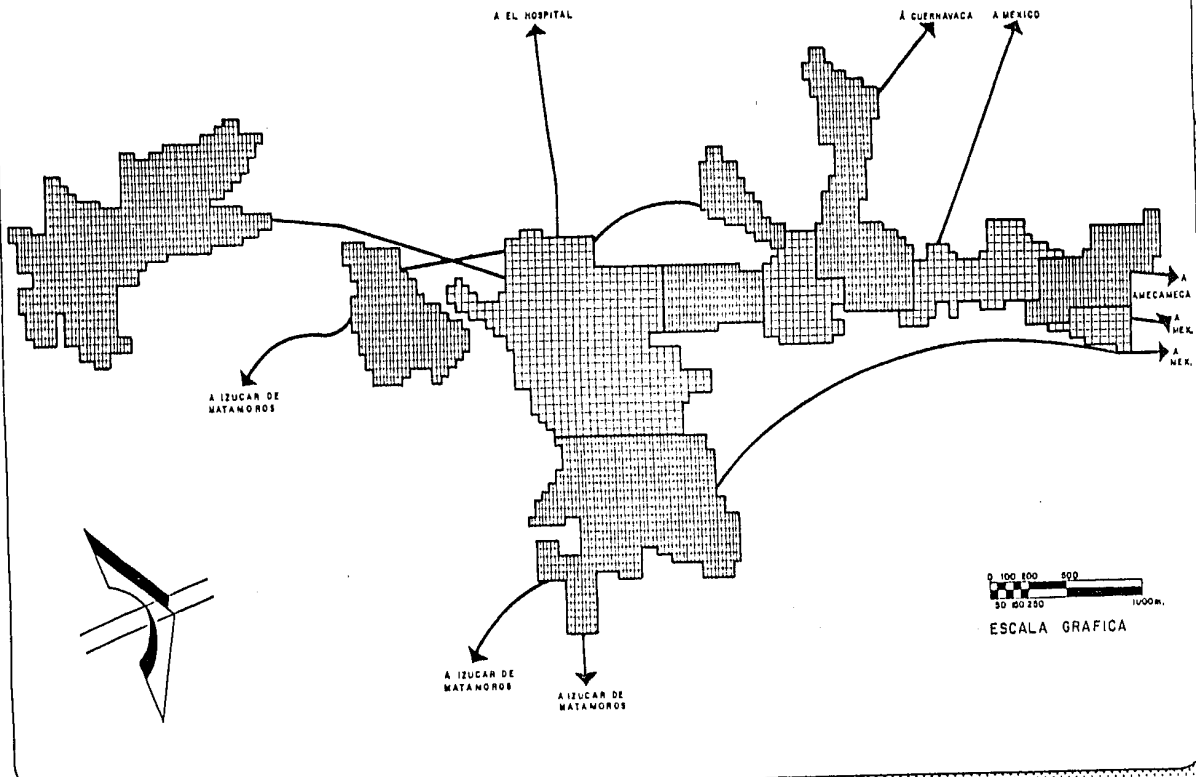 A EL HOSPITAL
Á CUERNAVACA
A MEXICO
A
AMECAMECA
A
MEX.
A
MEX.
A IZUCAR DE
MATAMOROS
0 100 200 500
50 150 250 1000m.
ESCALA GRAFICA
A IZUCAR DE
MATAMOROS
A IZUCAR DE
MATAMOROS